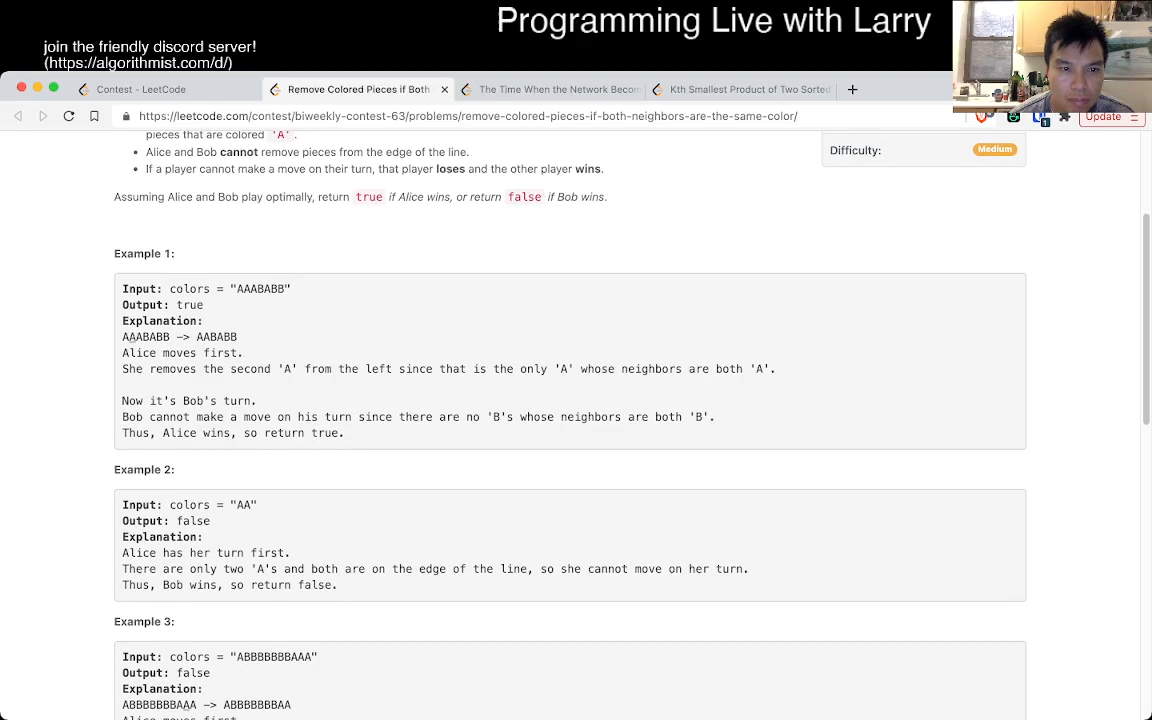 Programming Live with Larry
join the friendly discord server!
(https://algorithmist.com/d/)
Contest - LeetCode
Remove Colored Pieces if Both
The Time When the Network Becom
Kth Smallest Product of Two Sorted
https://leetcode.com/contest/biweekly-contest-63/problems/remove-colored-pieces-if-both-neighbors-are-the-same-color/
1
Update
pieces that are colored 'A'.
Alice and Bob cannot remove pieces from the edge of the line.
If a player cannot make a move on their turn, that player loses and the other player wins.
Difficulty:
Medium
Assuming Alice and Bob play optimally, return true if Alice wins, or return false if Bob wins.
Example 1:
Input: colors = "AAABABB"
Output: true
Explanation:
AAABABB -> AABABB
Alice moves first.
She removes the second 'A' from the left since that is the only 'A' whose neighbors are both 'A'.
Now it's Bob's turn.
Bob cannot make a move on his turn since there are no 'B's whose neighbors are both 'B'.
Thus, Alice wins, so return true.
Example 2:
Input: colors = "AA"
Output: false
Explanation:
Alice has her turn first.
There are only two 'A's and both are on the edge of the line, so she cannot move on her turn.
Thus, Bob wins, so return false.
Example 3:
Input: colors = "ABBBBBBBAAA"
Output: false
Explanation:
ABBBBBBBAAA -> ABBBBBBBAA
Alice moves first.